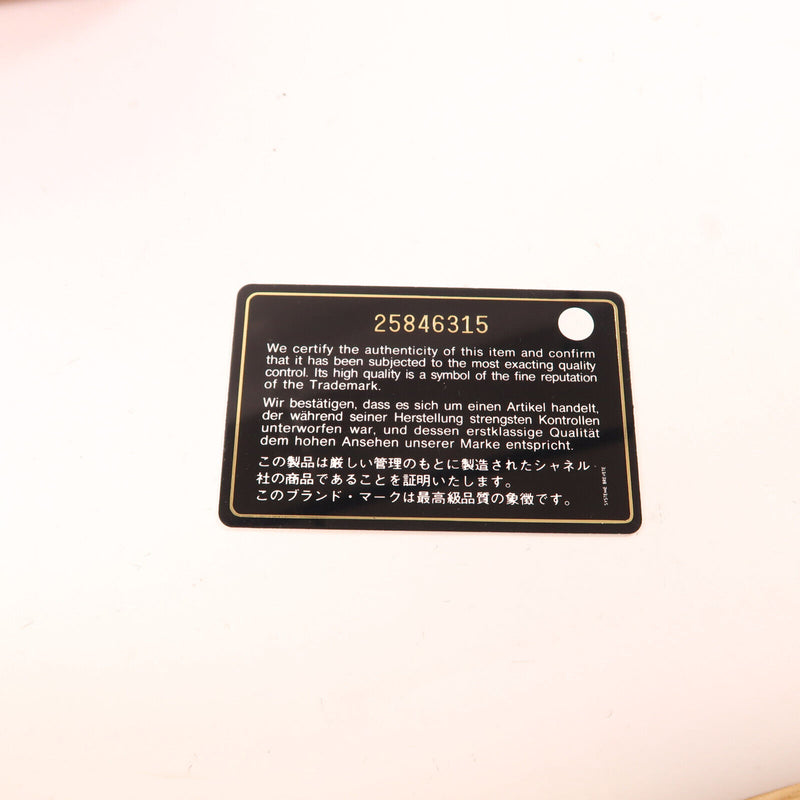 25846315
We certify the authenticity of this item and confirm
that it has been subjected to the most exacting quality
control. Its high quality is a symbol of the fine reputation
of the Trademark.
Wir bestätigen, dass es sich um einen Artikel handelt,
der während seiner Herstellung strengsten Kontrollen
unterworfen war, und dessen erstklassige Qualität
dem hohen Ansehen unserer Marke entspricht.
この製品は厳しい管理のもとに製造されたシャネル
社の商品であることを証明いたします。
このブランド・マークは最高級品質の象徴です。
SYSTEME BREVETE